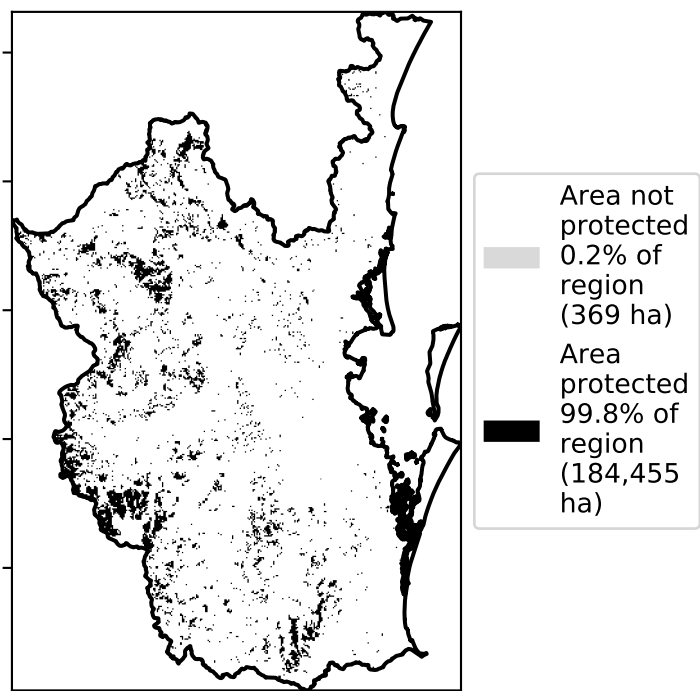 Area not
protected
0.2% of
region
(369 ha)
Area
protected
99.8% of
region
(184,455
ha)